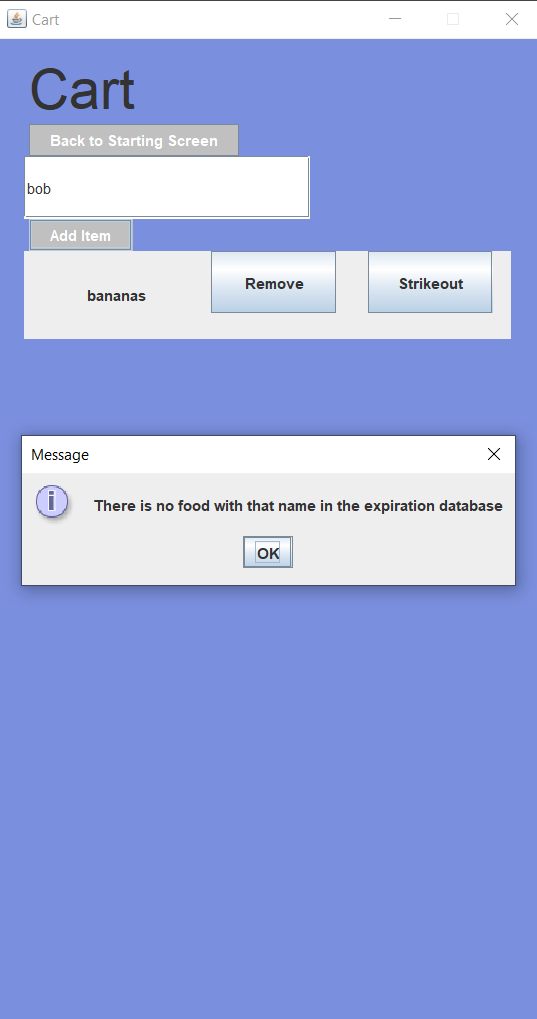 Cart
Cart
Back to Starting Screen
bob
Add Item
bananas
Remove
Strikeout
Message
i
There is no food with that name in the expiration database
OK